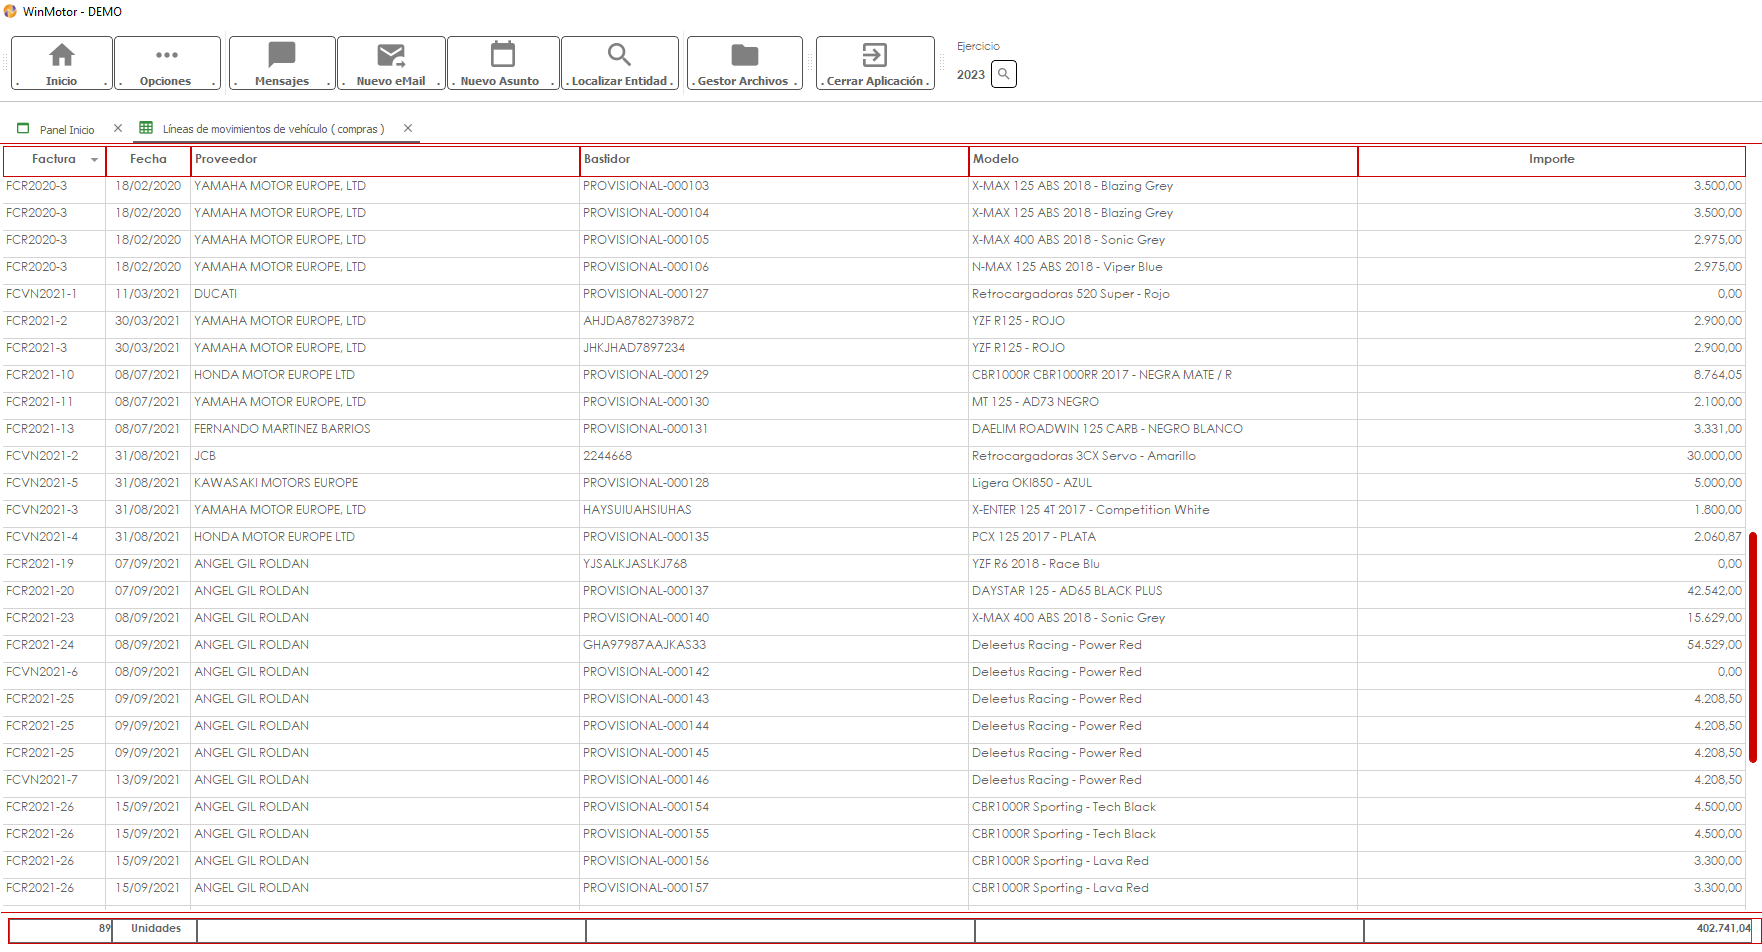 WinMotor - DEMO
. Inicio .
. Opciones .
. Mensajes .
. Nuevo eMail .
. Nuevo Asunto .
. Localizar Entidad .
. Gestor Archivos .
. Cerrar Aplicación .
Ejercicio
2023
Panel Inicio
Líneas de movimientos de vehículo ( compras )
Factura Fecha Proveedor Bastidor Modelo Importe
FCR2020-3 18/02/2020 YAMAHA MOTOR EUROPE, LTD PROVISIONAL-000103 X-MAX 125 ABS 2018 - Blazing Grey 3.500,00
FCR2020-3 18/02/2020 YAMAHA MOTOR EUROPE, LTD PROVISIONAL-000104 X-MAX 125 ABS 2018 - Blazing Grey 3.500,00
FCR2020-3 18/02/2020 YAMAHA MOTOR EUROPE, LTD PROVISIONAL-000105 X-MAX 400 ABS 2018 - Sonic Grey 2.975,00
FCR2020-3 18/02/2020 YAMAHA MOTOR EUROPE, LTD PROVISIONAL-000106 N-MAX 125 ABS 2018 - Viper Blue 2.975,00
FCVN2021-1 11/03/2021 DUCATI PROVISIONAL-000127 Retrocargadoras 520 Super - Rojo 0,00
FCR2021-2 30/03/2021 YAMAHA MOTOR EUROPE, LTD AHJDA8782739872 YZF R125 - ROJO 2.900,00
FCR2021-3 30/03/2021 YAMAHA MOTOR EUROPE, LTD JHKJHAD7897234 YZF R125 - ROJO 2.900,00
FCR2021-10 08/07/2021 HONDA MOTOR EUROPE LTD PROVISIONAL-000129 CBR1000R CBR1000RR 2017 - NEGRA MATE / R 8.764,05
FCR2021-11 08/07/2021 YAMAHA MOTOR EUROPE, LTD PROVISIONAL-000130 MT 125 - AD73 NEGRO 2.100,00
FCR2021-13 08/07/2021 FERNANDO MARTINEZ BARRIOS PROVISIONAL-000131 DAELIM ROADWIN 125 CARB - NEGRO BLANCO 3.331,00
FCVN2021-2 31/08/2021 JCB 2244668 Retrocargadoras 3CX Servo - Amarillo 30.000,00
FCVN2021-5 31/08/2021 KAWASAKI MOTORS EUROPE PROVISIONAL-000128 Ligera OKI850 - AZUL 5.000,00
FCVN2021-3 31/08/2021 YAMAHA MOTOR EUROPE, LTD HAYSUIUAHSIUHAS X-ENTER 125 4T 2017 - Competition White 1.800,00
FCVN2021-4 31/08/2021 HONDA MOTOR EUROPE LTD PROVISIONAL-000135 PCX 125 2017 - PLATA 2.060,87
FCR2021-19 07/09/2021 ANGEL GIL ROLDAN YJSALKJASLKJ768 YZF R6 2018 - Race Blu 0,00
FCR2021-20 07/09/2021 ANGEL GIL ROLDAN PROVISIONAL-000137 DAYSTAR 125 - AD65 BLACK PLUS 42.542,00
FCR2021-23 08/09/2021 ANGEL GIL ROLDAN PROVISIONAL-000140 X-MAX 400 ABS 2018 - Sonic Grey 15.629,00
FCR2021-24 08/09/2021 ANGEL GIL ROLDAN GHA97987AAJKAS33 Deleetus Racing - Power Red 54.529,00
FCVN2021-6 08/09/2021 ANGEL GIL ROLDAN PROVISIONAL-000142 Deleetus Racing - Power Red 0,00
FCR2021-25 09/09/2021 ANGEL GIL ROLDAN PROVISIONAL-000143 Deleetus Racing - Power Red 4.208,50
FCR2021-25 09/09/2021 ANGEL GIL ROLDAN PROVISIONAL-000144 Deleetus Racing - Power Red 4.208,50
FCR2021-25 09/09/2021 ANGEL GIL ROLDAN PROVISIONAL-000145 Deleetus Racing - Power Red 4.208,50
FCVN2021-7 13/09/2021 ANGEL GIL ROLDAN PROVISIONAL-000146 Deleetus Racing - Power Red 4.208,50
FCR2021-26 15/09/2021 ANGEL GIL ROLDAN PROVISIONAL-000154 CBR1000R Sporting - Tech Black 4.500,00
FCR2021-26 15/09/2021 ANGEL GIL ROLDAN PROVISIONAL-000155 CBR1000R Sporting - Tech Black 4.500,00
FCR2021-26 15/09/2021 ANGEL GIL ROLDAN PROVISIONAL-000156 CBR1000R Sporting - Lava Red 3.300,00
FCR2021-26 15/09/2021 ANGEL GIL ROLDAN PROVISIONAL-000157 CBR1000R Sporting - Lava Red 3.300,00
89 Unidades 402.741,04